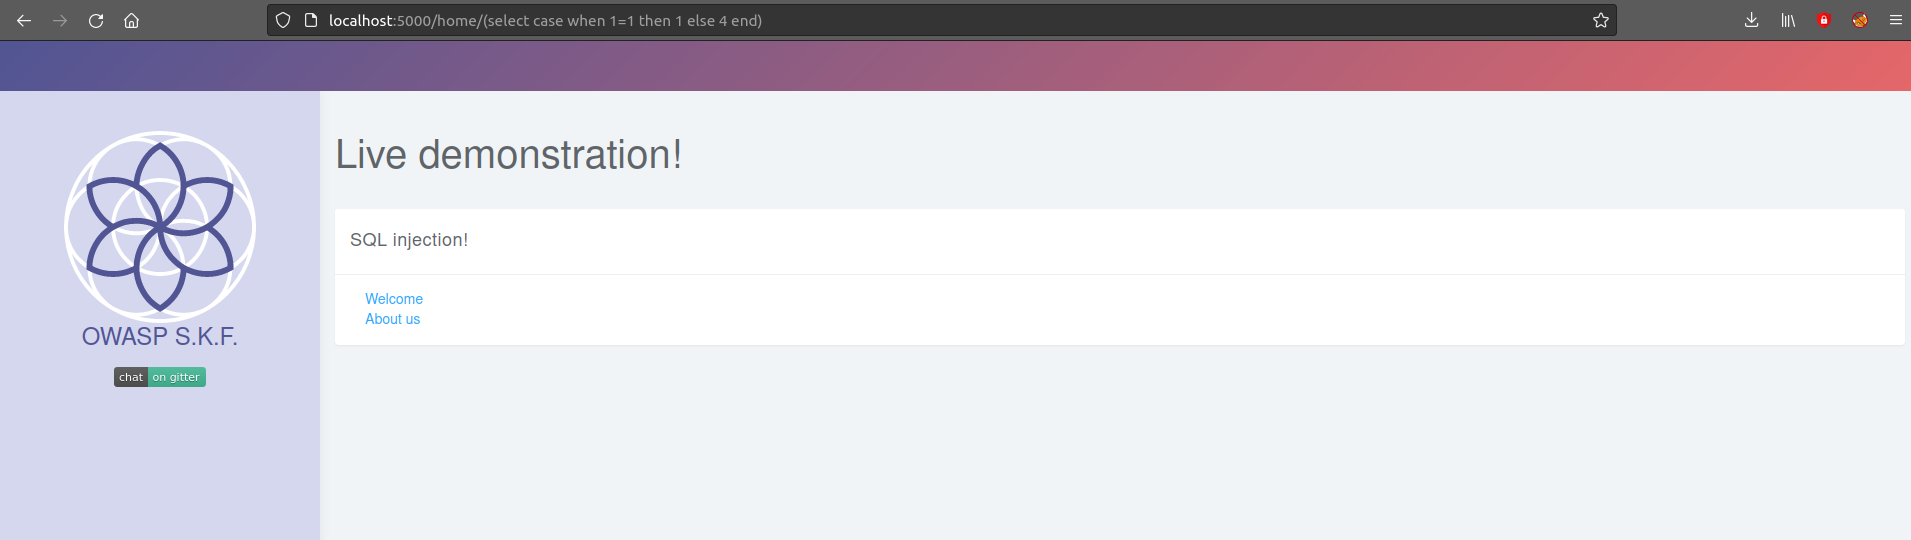 localhost:5000/home/(select case when 1=1 then 1 else 4 end)
Live demonstration!
SQL injection!
Welcome
About us
OWASP S.K.F.
chat on gitter